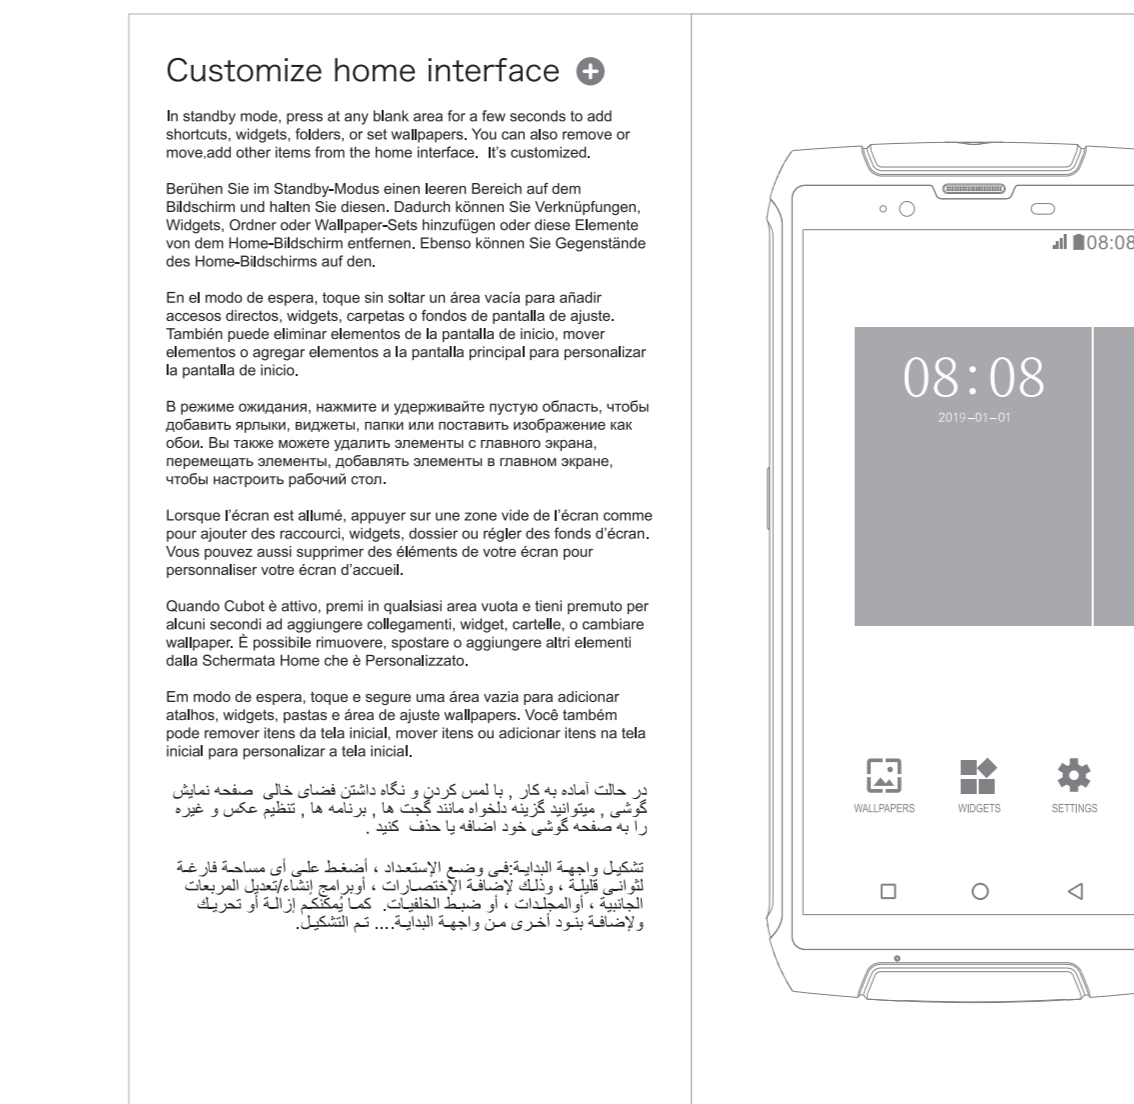 Customize home interface
In standby mode, press at any blank area for a few seconds to add
shortcuts, widgets, folders, or set wallpapers. You can also remove or
move,add other items from the home interface.  It's customized.
Berühen Sie im Standby-Modus einen leeren Bereich auf dem
Bildschirm und halten Sie diesen. Dadurch können Sie Verknüpfungen,
Widgets, Ordner oder Wallpaper-Sets hinzufügen oder diese Elemente
von dem Home-Bildschirm entfernen. Ebenso können Sie Gegenstände
des Home-Bildschirms auf den.
En el modo de espera, toque sin soltar un área vacía para añadir
accesos directos, widgets, carpetas o fondos de pantalla de ajuste.
También puede eliminar elementos de la pantalla de inicio, mover
elementos o agregar elementos a la pantalla principal para personalizar
la pantalla de inicio.
В режиме ожидания, нажмите и удерживайте пустую область, чтобы
добавить ярлыки, виджеты, папки или поставить изображение как
обои. Вы также можете удалить элементы с главного экрана,
перемещать элементы, добавлять элементы в главном экране,
чтобы настроить рабочий стол.
Lorsque l'écran est allumé, appuyer sur une zone vide de l'écran comme
pour ajouter des raccourci, widgets, dossier ou régler des fonds d'écran.
Vous pouvez aussi supprimer des éléments de votre écran pour
personnaliser votre écran d'accueil.
Quando Cubot è attivo, premi in qualsiasi area vuota e tieni premuto per
alcuni secondi ad aggiungere collegamenti, widget, cartelle, o cambiare
wallpaper. È possibile rimuovere, spostare o aggiungere altri elementi
dalla Schermata Home che è Personalizzato.
Em modo de espera, toque e segure uma área vazia para adicionar
atalhos, widgets, pastas e área de ajuste wallpapers. Você também
pode remover itens da tela inicial, mover itens ou adicionar itens na tela
inicial para personalizar a tela inicial.
در حالت آماده به کار , با لمس کردن و نگاه داشتن فضای خالی  صفحه نمایش
گوشی , میتوانید گزینه دلخواه مانند گجت ها , برنامه ها , تنظیم عکس و غیره
را به صفحه گوشی خود اضافه یا حذف  کنید .
تشكيل واجهة البداية:فى وضع الإستعداد ، أضغط على أى مساحة فارغة
لثوانى قليلة ، وذلك لإضافة الإختصارات ، أوبرامج إنشاء/تعديل المربعات
الجانبية ، أوالمجلدات ، أو ضبط الخلفيات.  كما يُمكنكم إزالة أو تحريك
ولإضافة بنود أخرى من واجهة البداية.... تم التشكيل.
08:08
08:08
2019-01-01
WALLPAPERS
WIDGETS
SETTINGS